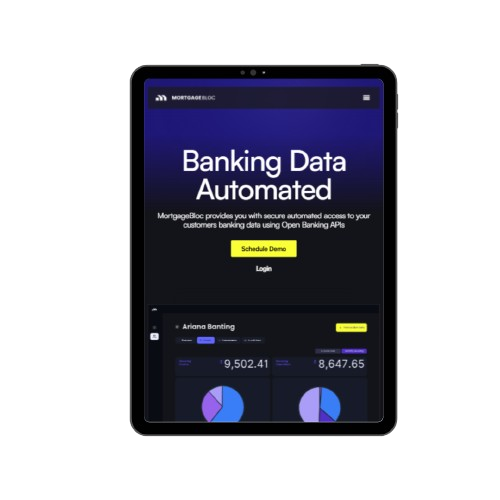 MORTGAGEBLOC
Banking Data
Automated
MortgageBloc provides you with secure automated access to your
customers banking data using Open Banking APIs
Schedule Demo
Login
Ariana Banting
9,502.41
8,647.65